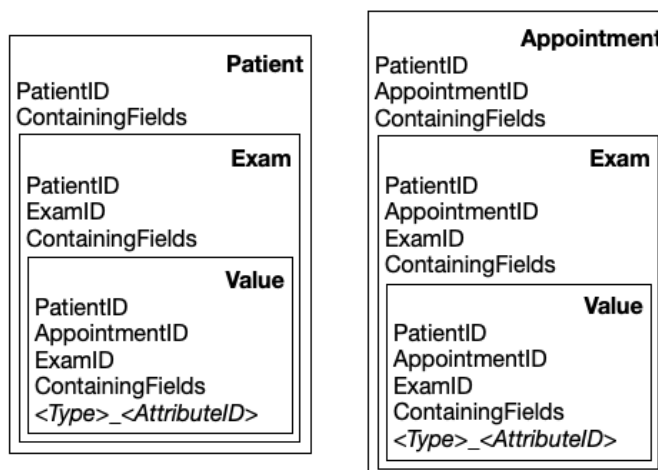 Patient
PatientID
ContainingFields
Exam
PatientID
ExamID
ContainingFields
Value
PatientID
AppointmentID
ExamID
ContainingFields
<Type>_<AttributeID>
Appointment
PatientID
AppointmentID
ContainingFields
Exam
PatientID
AppointmentID
ExamID
ContainingFields
Value
PatientID
AppointmentID
ExamID
ContainingFields
<Type>_<AttributeID>